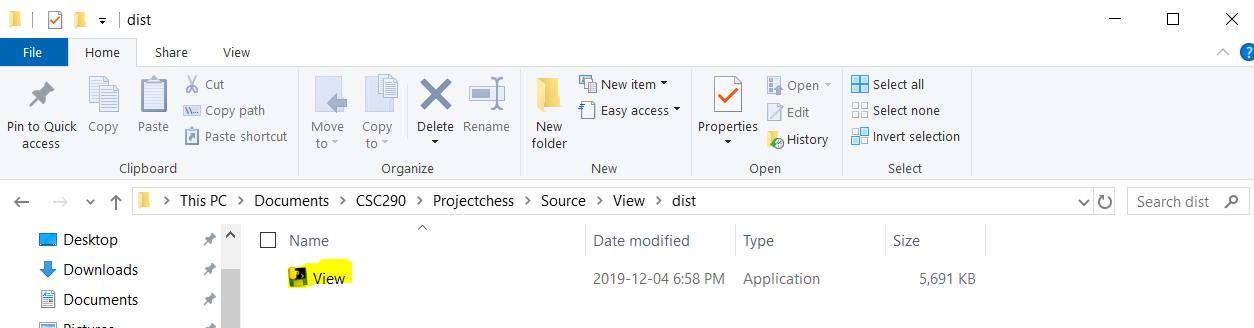 dist
File Home Share View
Pin to Quick access
Copy
Paste
Cut
Copy path
Paste shortcut
Clipboard
Move to
Copy to
Delete
Rename
Organize
New folder
New item
Easy access
New
Properties
Open
Edit
History
Open
Select all
Select none
Invert selection
Select
This PC > Documents > CSC290 > Projectchess > Source > View > dist
Search dist
Desktop
Downloads
Documents
Pictures
Name Date modified Type Size
View 2019-12-04 6:58 PM Application 5,691 KB